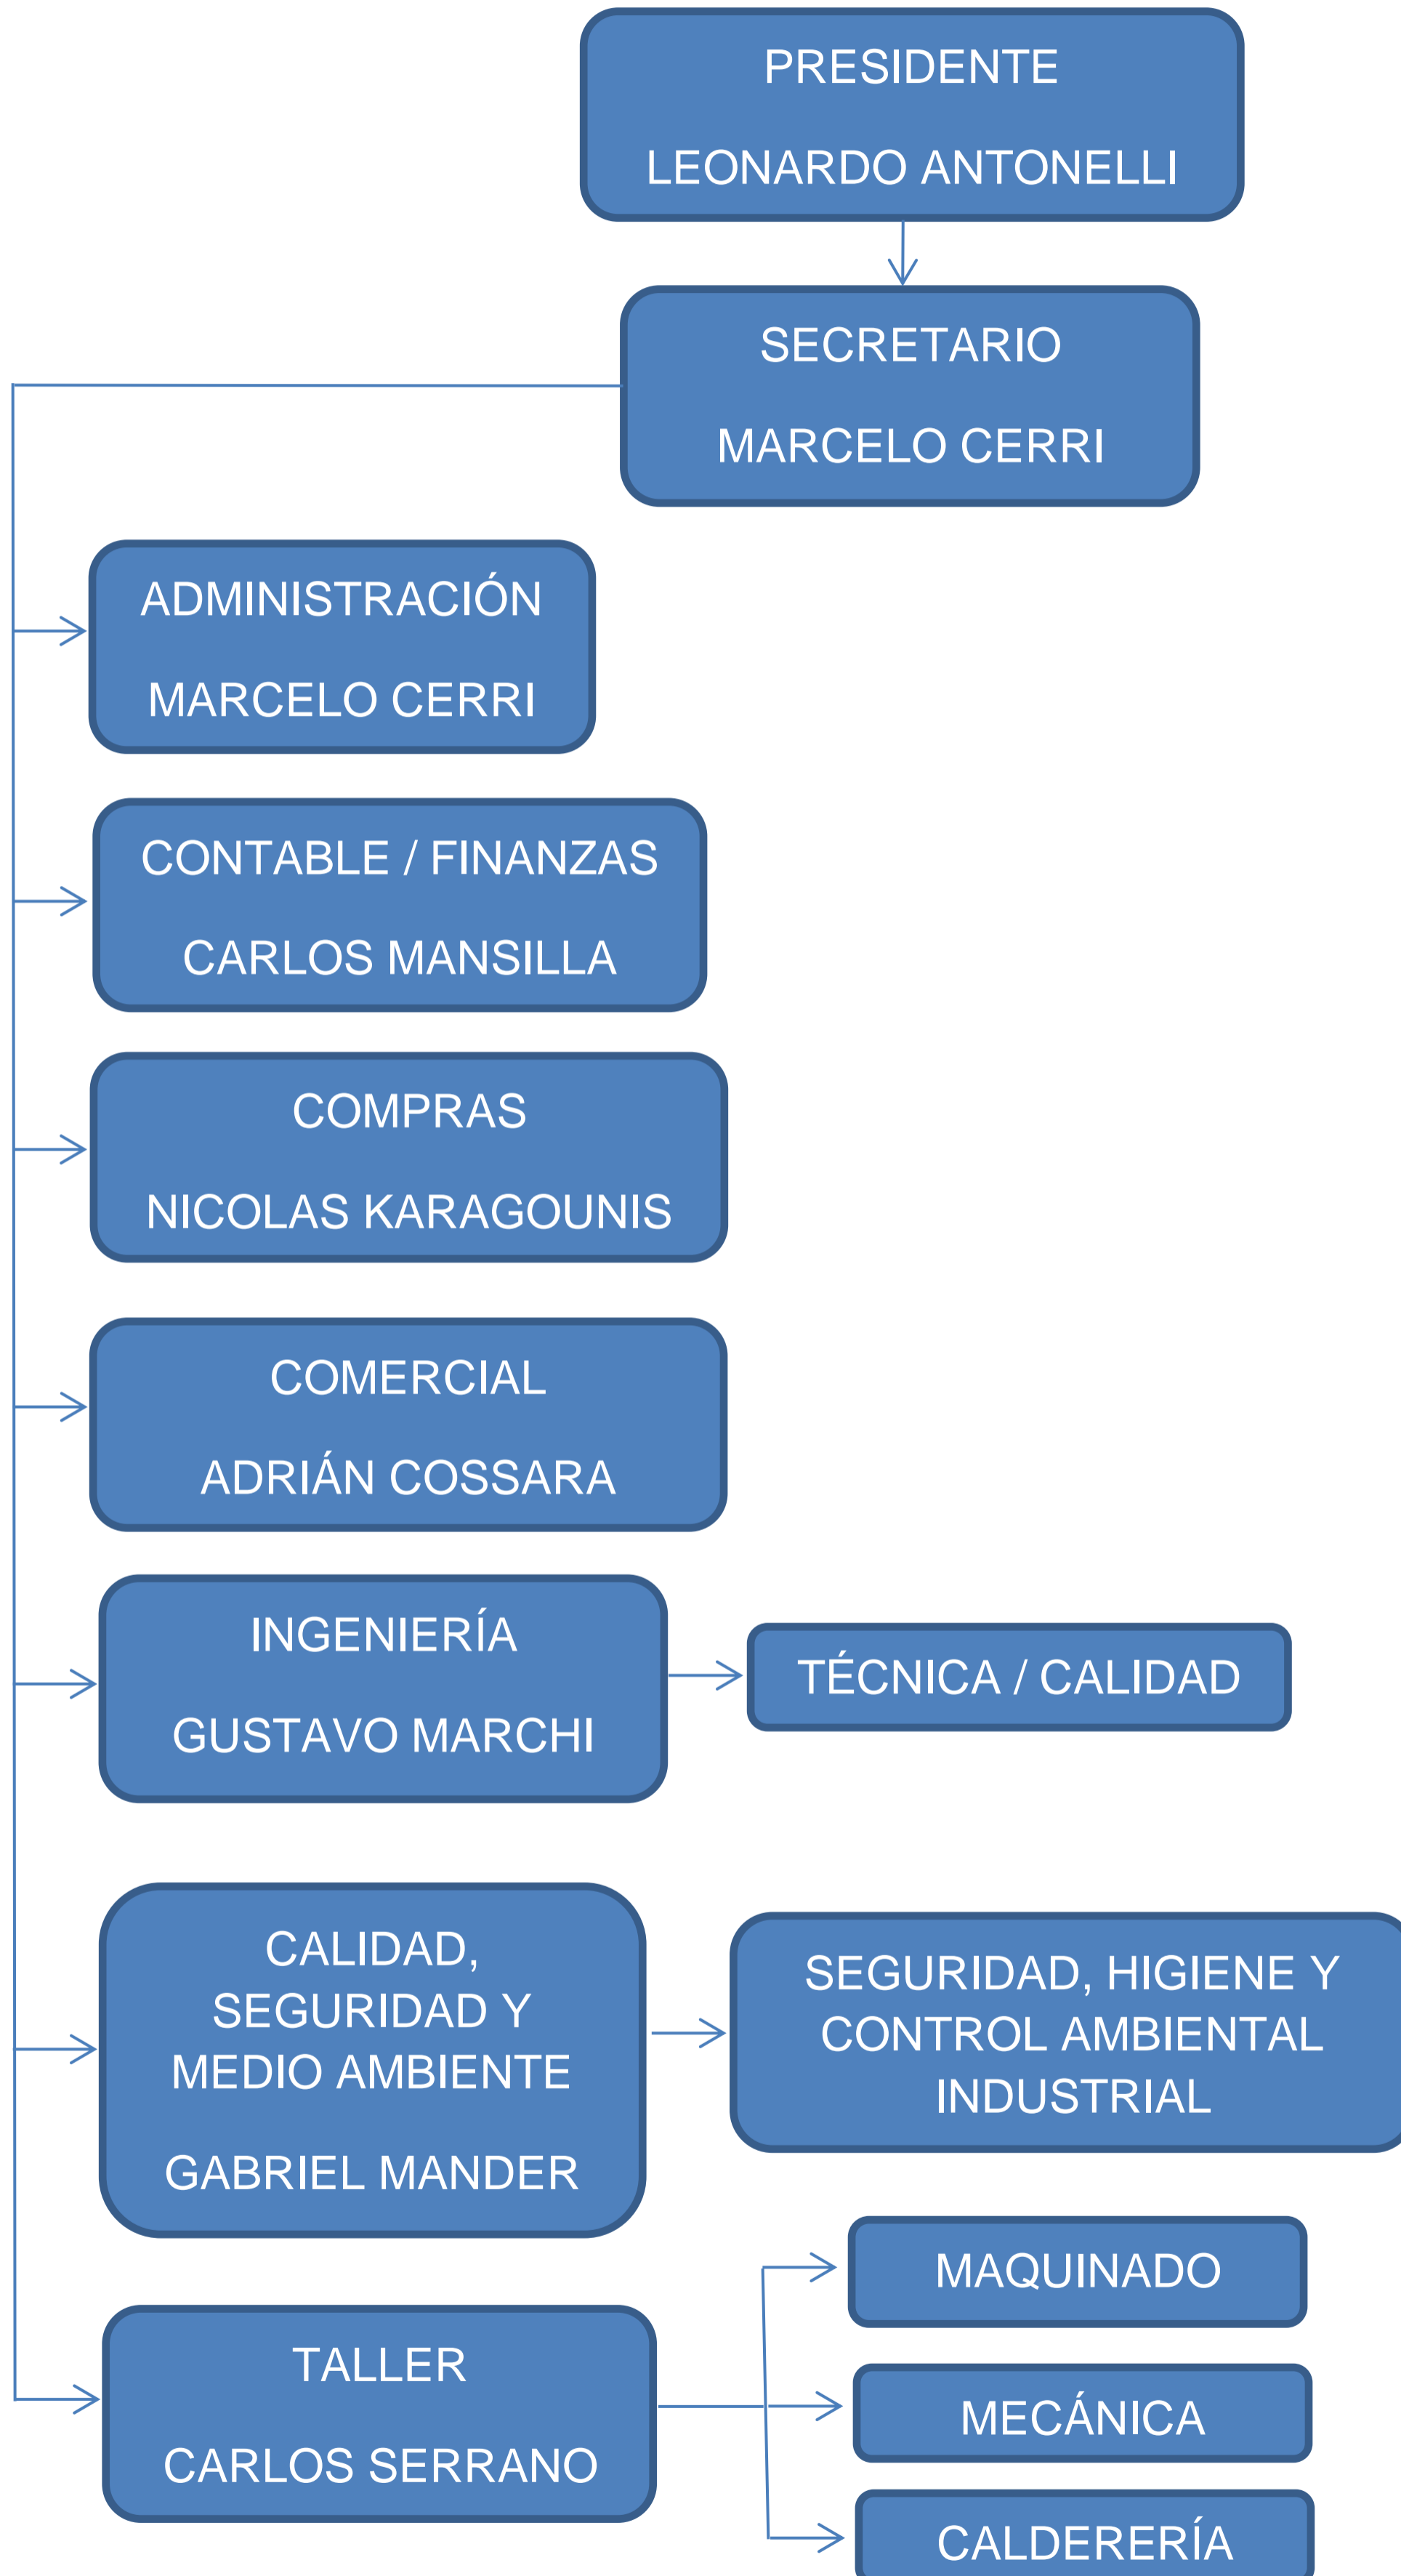 PRESIDENTE
LEONARDO ANTONELLI
SECRETARIO
MARCELO CERRI
ADMINISTRACIÓN
MARCELO CERRI
CONTABLE / FINANZAS
CARLOS MANSILLA
COMPRAS
NICOLAS KARAGOUNIS
COMERCIAL
ADRIÁN COSSARA
INGENIERÍA
GUSTAVO MARCHI
TÉCNICA / CALIDAD
CALIDAD,
SEGURIDAD Y
MEDIO AMBIENTE
GABRIEL MANDER
SEGURIDAD, HIGIENE Y
CONTROL AMBIENTAL
INDUSTRIAL
TALLER
CARLOS SERRANO
MAQUINADO
MECÁNICA
CALDERERÍA